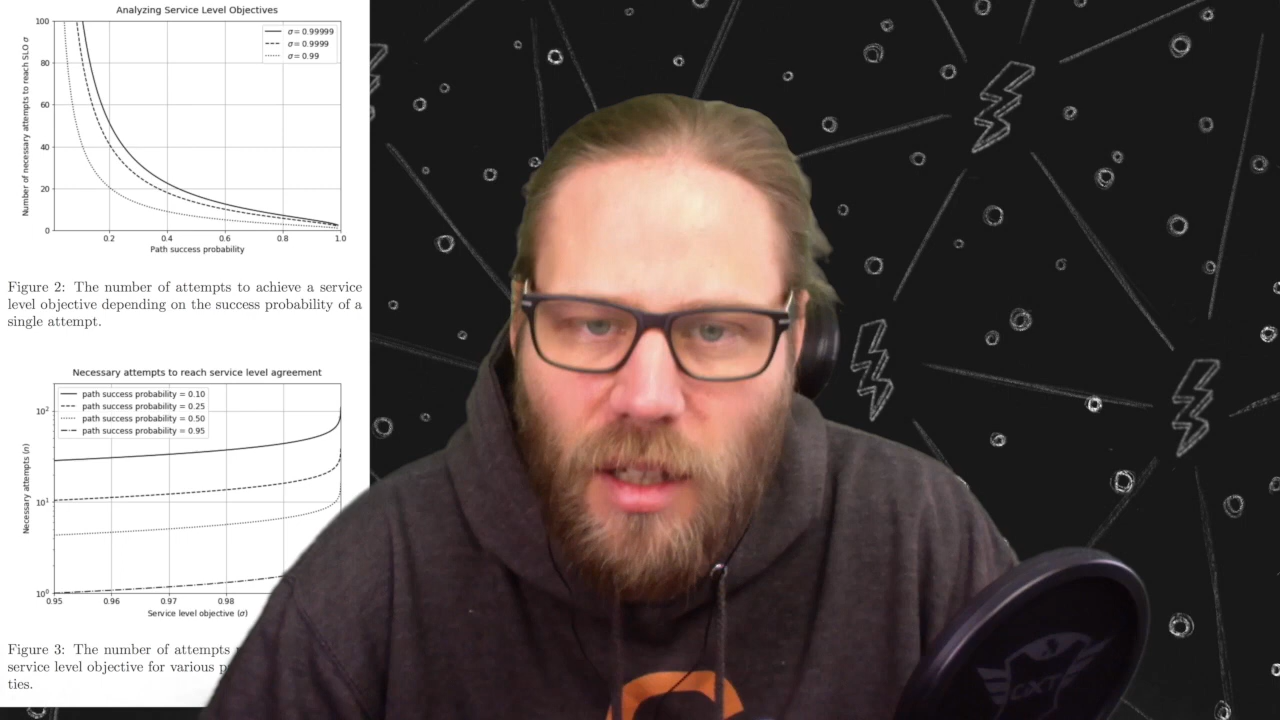 Analyzing Service Level Objectives
100
80
60
40
20
0
Number of necessary attempts to reach SLO σ
σ = 0.99999
σ = 0.9999
σ = 0.99
0.2 0.4 0.6 0.8 1.0
Path success probability
Figure 2: The number of attempts to achieve a service
level objective depending on the success probability of a
single attempt.
Necessary attempts to reach service level agreement
path success probability = 0.10
path success probability = 0.25
path success probability = 0.50
path success probability = 0.95
10²
10¹
10⁰
Necessary attempts (n)
0.95 0.96 0.97 0.98
Service level objective (σ)
Figure 3: The number of attempts
service level objective for various
ties.